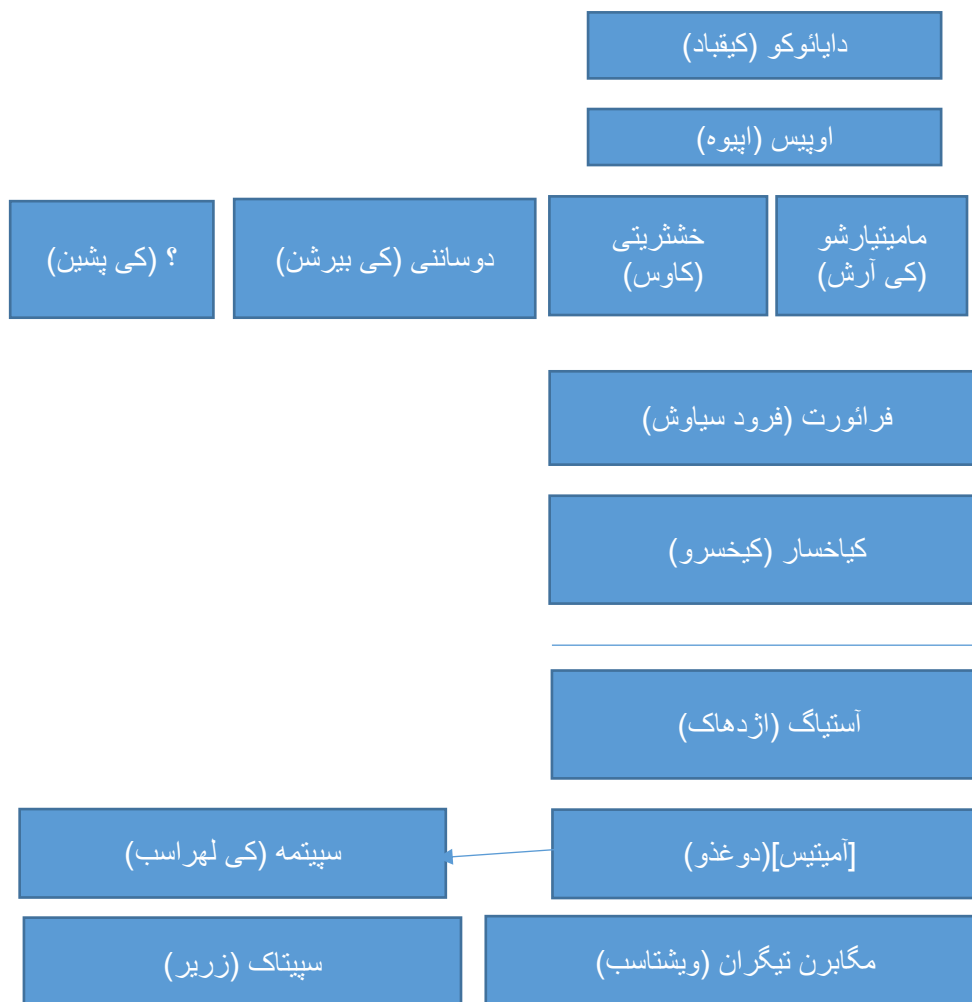 دایائوکو (کیقباد)
اوپیس (اپیوه)
مامیتیارشو
(کی آرش)
خشثریتی
(کاوس)
دوساننی (کی بیرشن)
؟ (کی پشین)
فرائورت (فرود سیاوش)
کیاخسار (کیخسرو)
آستیاگ (اژدهاک)
[آمیتیس](دوغذو)
سپیتمه (کی لهراسب)
مگابرن تیگران (ویشتاسب)
سپیتاک (زریر)